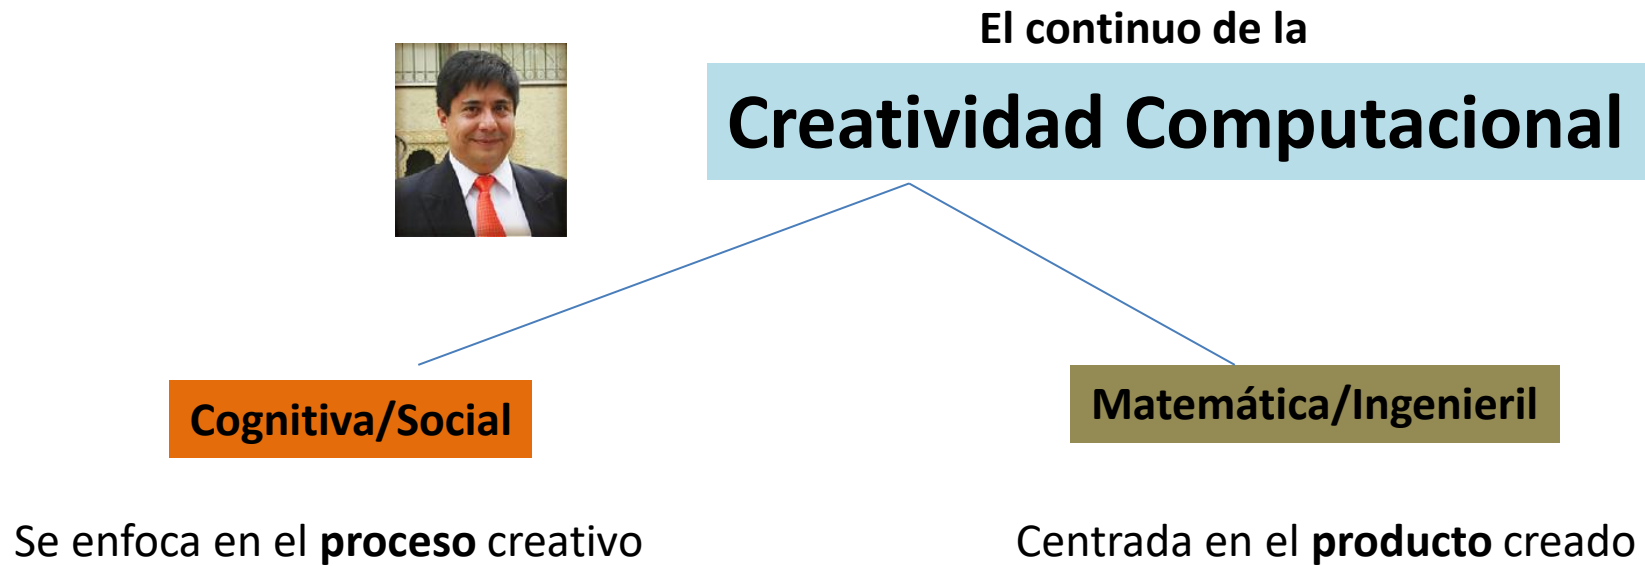 El continuo de la
Creatividad Computacional
Cognitiva/Social
Matemática/Ingenieril
Se enfoca en el proceso creativo
Centrada en el producto creado